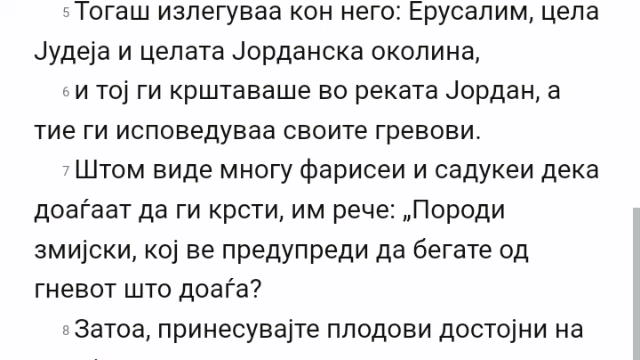 5 Тогаш излегуваа кон него: Ерусалим, цела
Јудеја и целата Јорданска околина,
6 и тој ги крштаваше во реката Јордан, а
тие ги исповедуваа своите гревови.
7 Штом виде многу фарисеи и садукеи дека
доаѓаат да ги крсти, им рече: „Породи
змијски, кој ве предупреди да бегате од
гневот што доаѓа?
8 Затоа, принесувајте плодови достојни на